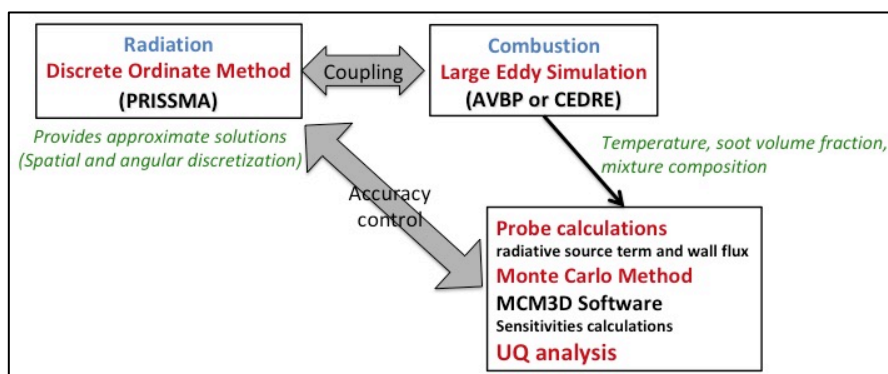 Radiation
Discrete Ordinate Method
(PRISSMA)
Coupling
Combustion
Large Eddy Simulation
(AVBP or CEDRE)
Provides approximate solutions
(Spatial and angular discretization)
Temperature, soot volume fraction,
mixture composition
Accuracy
control
Probe calculations
radiative source term and wall flux
Monte Carlo Method
MCM3D Software
Sensitivities calculations
UQ analysis